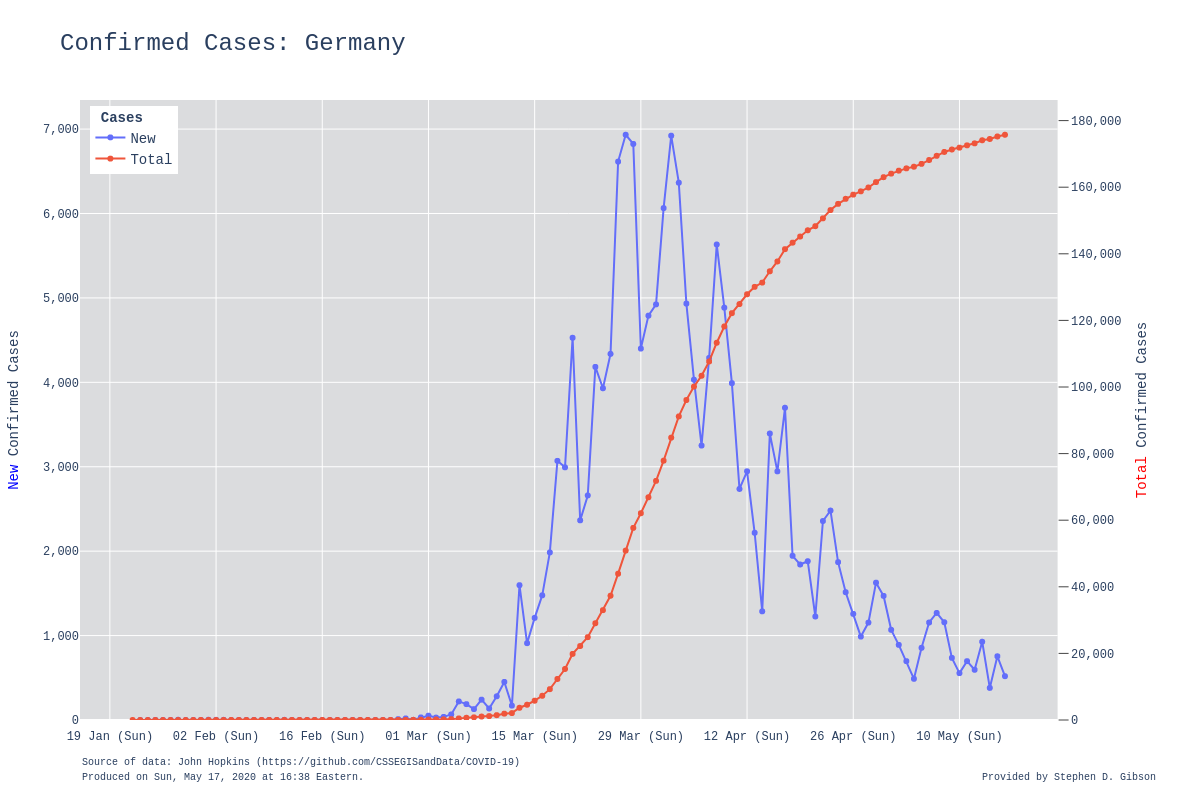 Confirmed Cases: Germany
Cases
New
Total
7,000
6,000
5,000
4,000
3,000
2,000
1,000
0
New Confirmed Cases
180,000
160,000
140,000
120,000
100,000
80,000
60,000
40,000
20,000
0
Total Confirmed Cases
19 Jan (Sun) 02 Feb (Sun) 16 Feb (Sun) 01 Mar (Sun) 15 Mar (Sun) 29 Mar (Sun) 12 Apr (Sun) 26 Apr (Sun) 10 May (Sun)
Source of data: John Hopkins (https://github.com/CSSEGISandData/COVID-19)
Produced on Sun, May 17, 2020 at 16:38 Eastern.
Provided by Stephen D. Gibson